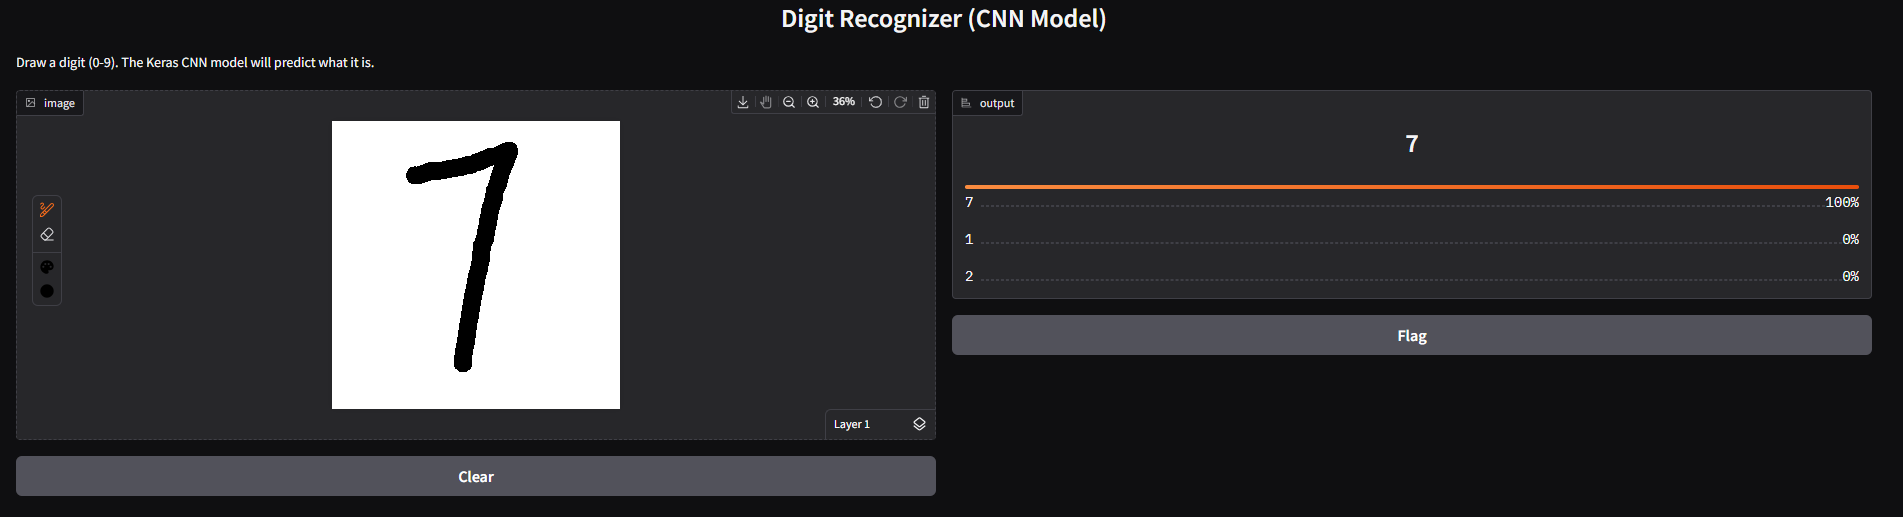 Digit Recognizer (CNN Model)
Draw a digit (0-9). The Keras CNN model will predict what it is.
image
36%
7
Layer 1
Clear
output
7
7 100%
1 0%
2 0%
Flag